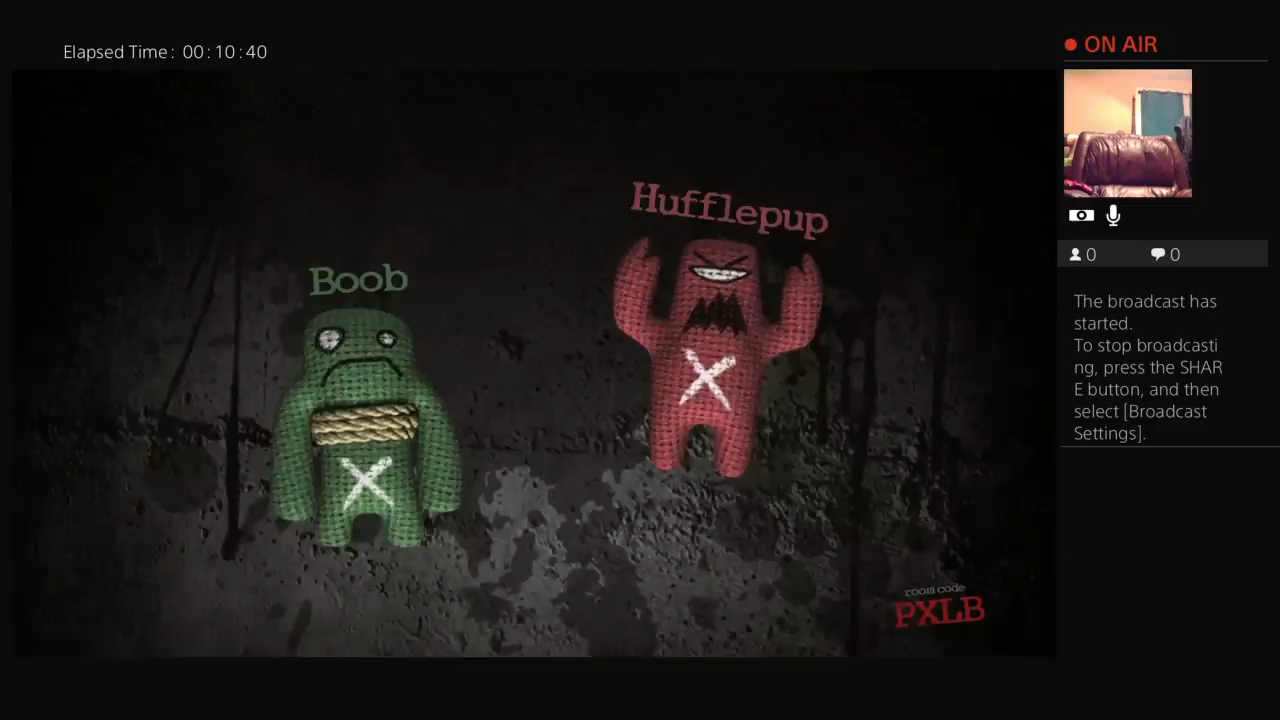 Elapsed Time: 00:10:40
ON AIR
Hufflepup
Boob
0 0
The broadcast has
started.
To stop broadcasti
ng, press the SHAR
E button, and then
select [Broadcast
Settings].
room code
PXLB